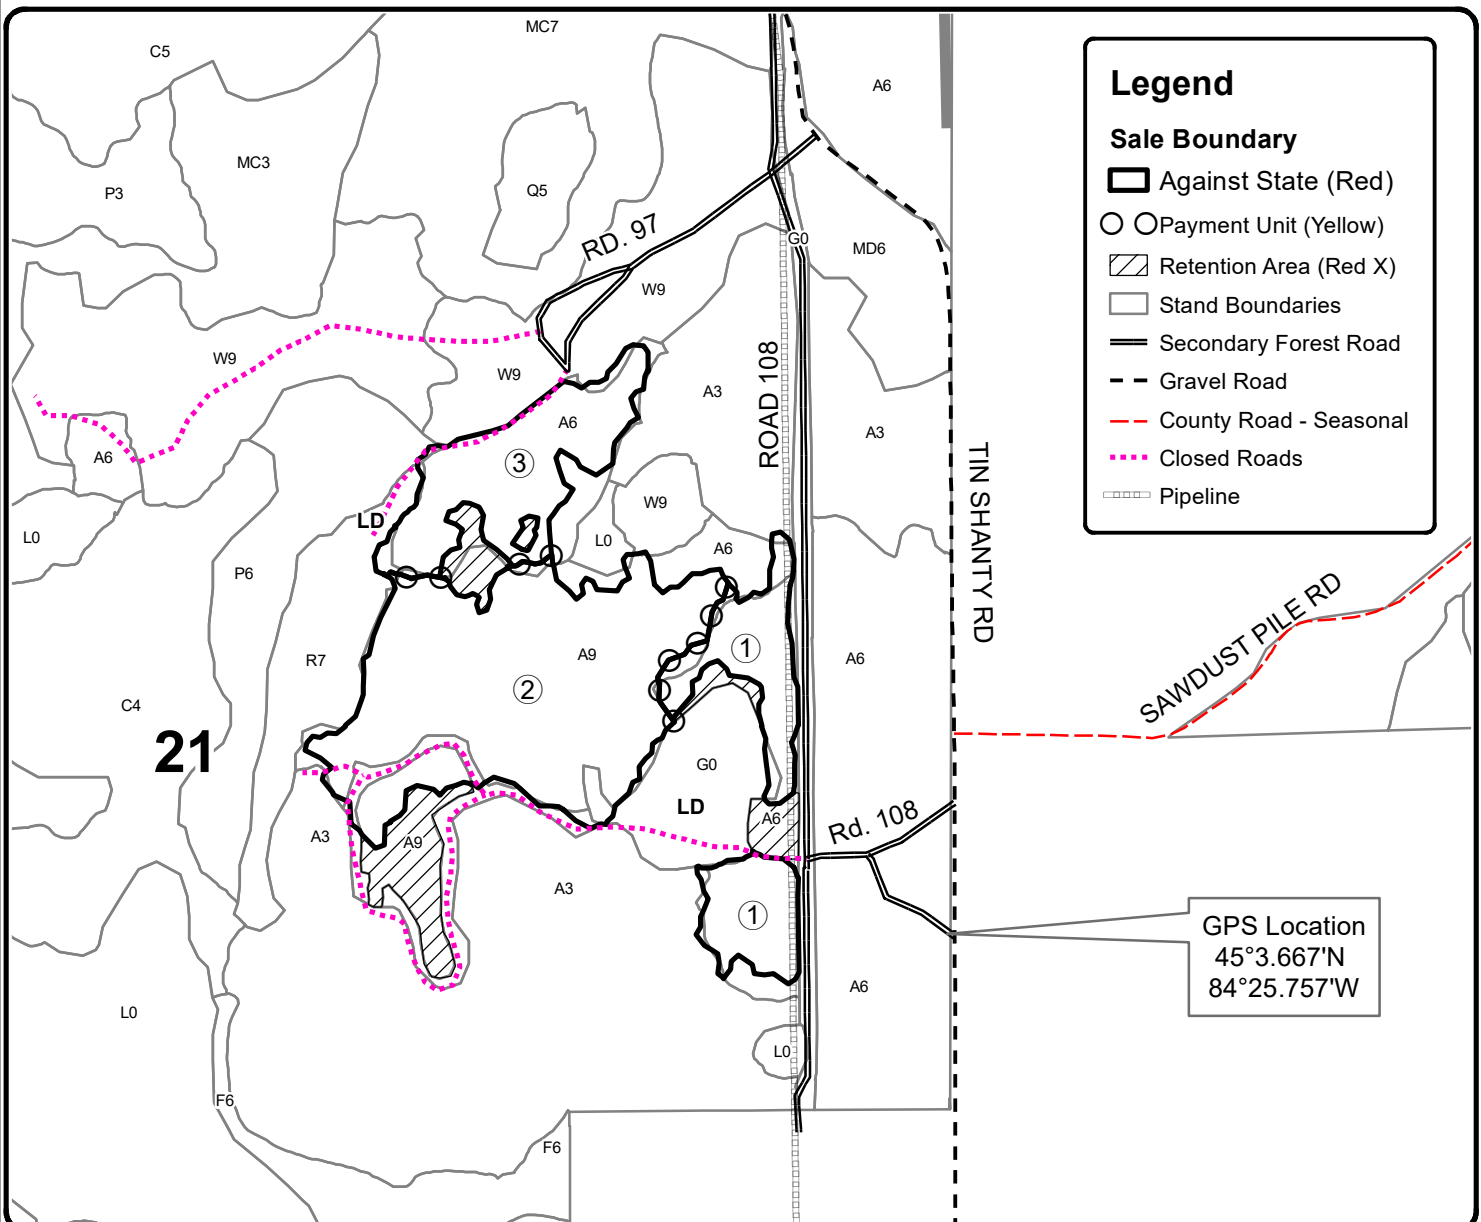 MC7
C5
A6
MC3
P3
Q5
RD. 97
G0
MD6
W9
W9
W9
A3
A6
ROAD 108
A3
A6
3
W9
LD
L0
L0
A6
TIN SHANTY RD
P6
SAWDUST PILE RD
1
A9
A6
R7
2
C4
21
G0
LD
A6
Rd. 108
A3
A9
A3
1
GPS Location
45°3.667'N
84°25.757'W
A6
L0
L0
F6
F6
Legend
Sale Boundary
Against State (Red)
Payment Unit (Yellow)
Retention Area (Red X)
Stand Boundaries
Secondary Forest Road
Gravel Road
County Road - Seasonal
Closed Roads
Pipeline